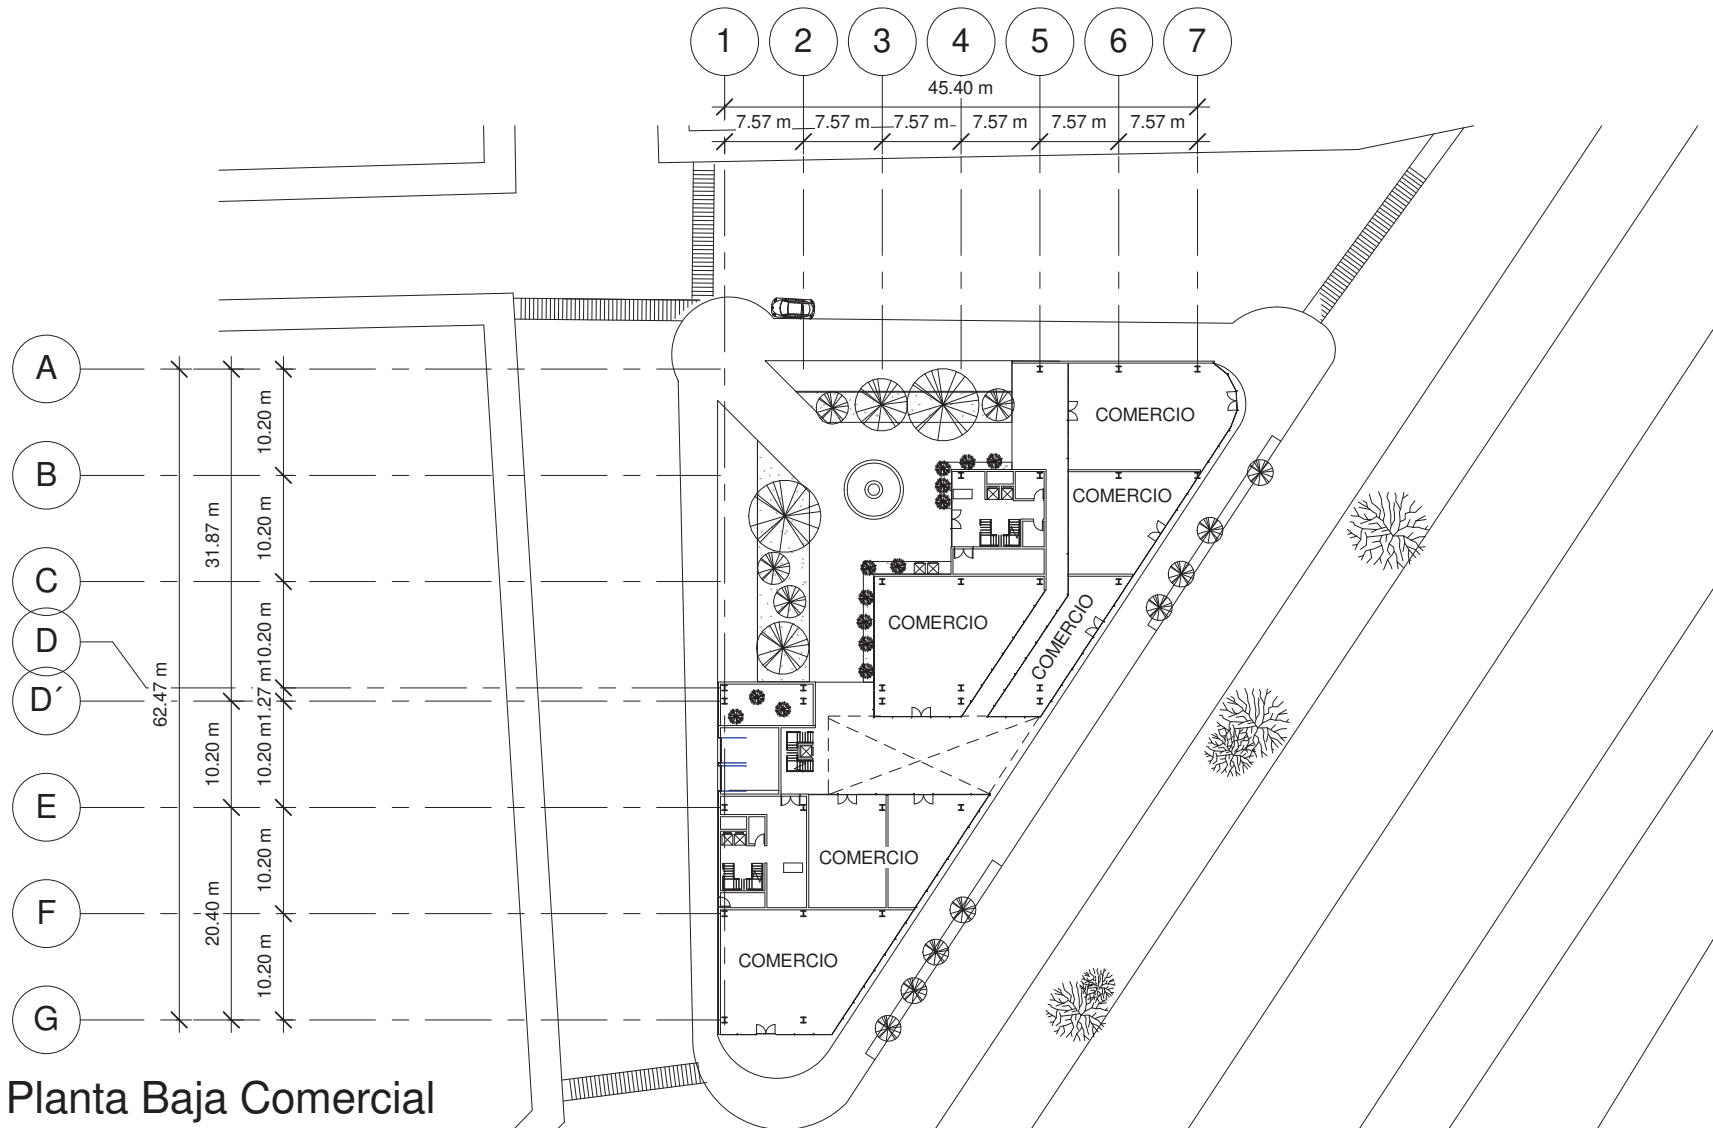 1 2 3 4 5 6 7
45.40 m
7.57 m 7.57 m 7.57 m 7.57 m 7.57 m 7.57 m
A
B
C
D
D´
E
F
G
62.47 m
31.87 m
10.20 m
20.40 m
10.20 m
10.20 m
10.20 m
1.27 m
10.20 m
10.20 m
10.20 m
COMERCIO
COMERCIO
COMERCIO
COMERCIO
COMERCIO
COMERCIO
Planta Baja Comercial